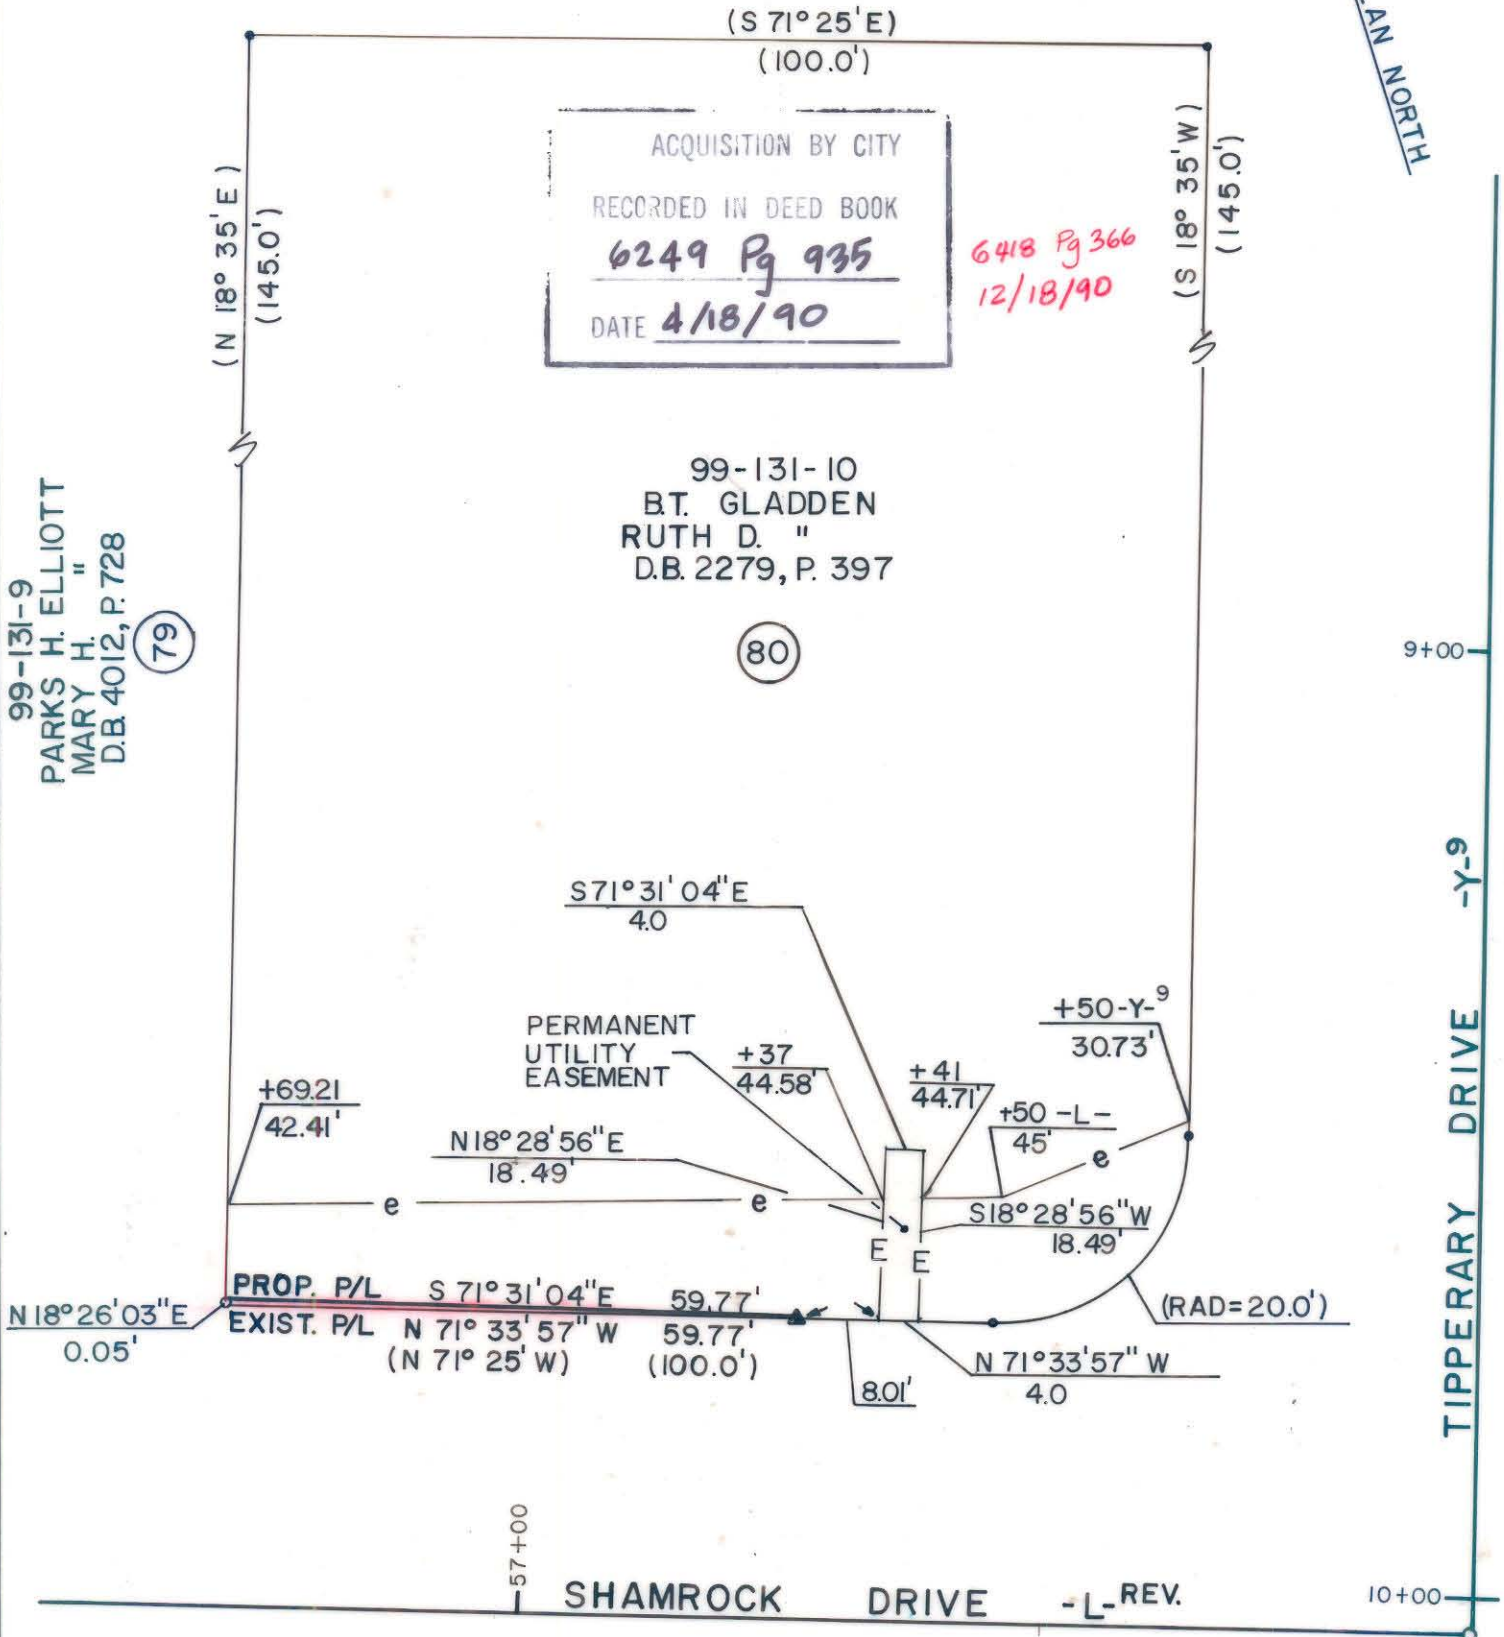 (S 71° 25' E)
(100.0')
AN NORTH
(N 18° 35' E)
(145.0')
ACQUISITION BY CITY
RECORDED IN DEED BOOK
6249 Pg 935
DATE 4/18/90
6418 Pg 366
12/18/90
(S 18° 35' W)
(145.0')
99-131-10
B.T. GLADDEN
RUTH D. "
D.B. 2279, P. 397
80
99-131-9
PARKS H. ELLIOTT
MARY H. "
D.B. 4012, P. 728
79
9+00
S71°31'04"E
4.0
PERMANENT
UTILITY
EASEMENT
+37
44.58'
+41
44.71'
+50-Y-9
30.73'
+50 -L-
45'
+69.21
42.41'
N18°28'56"E
18.49'
e
e
e
S18°28'56"W
18.49'
E E
PROP. P/L S 71°31'04"E 59.77'
EXIST. P/L N 71°33'57"W 59.77'
(N 71° 25' W) (100.0')
N18°26'03"E
0.05'
8.01'
N 71°33'57" W
4.0
(RAD=20.0')
TIPPERARY DRIVE -Y-9
57+00
SHAMROCK DRIVE -L- REV.
10+00